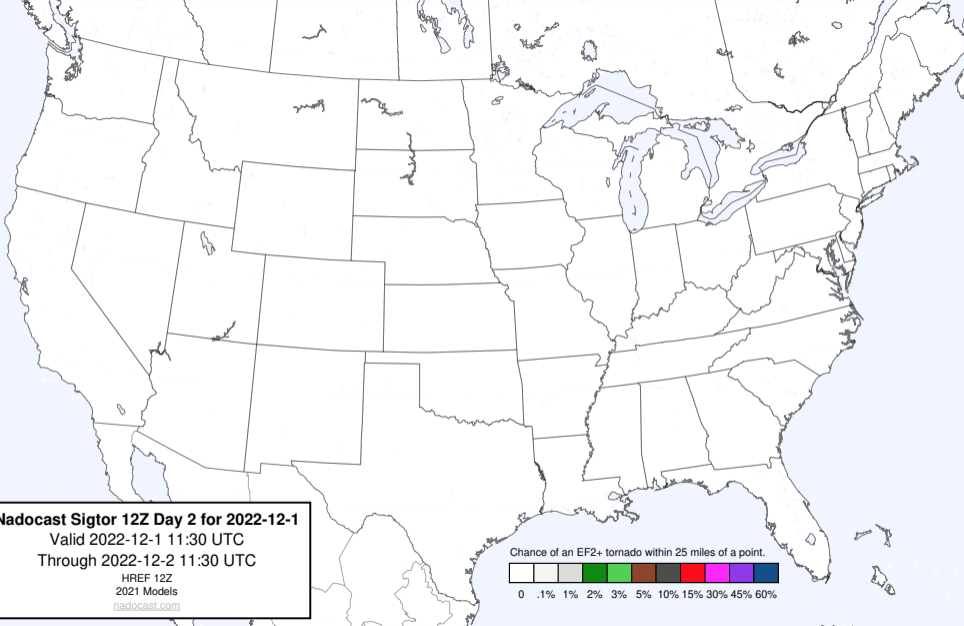 Nadocast Sigtor 12Z Day 2 for 2022-12-1
Valid 2022-12-1 11:30 UTC
Through 2022-12-2 11:30 UTC
HREF 12Z
2021 Models
nadocast.com
Chance of an EF2+ tornado within 25 miles of a point.
0 .1% 1% 2% 3% 5% 10% 15% 30% 45% 60%